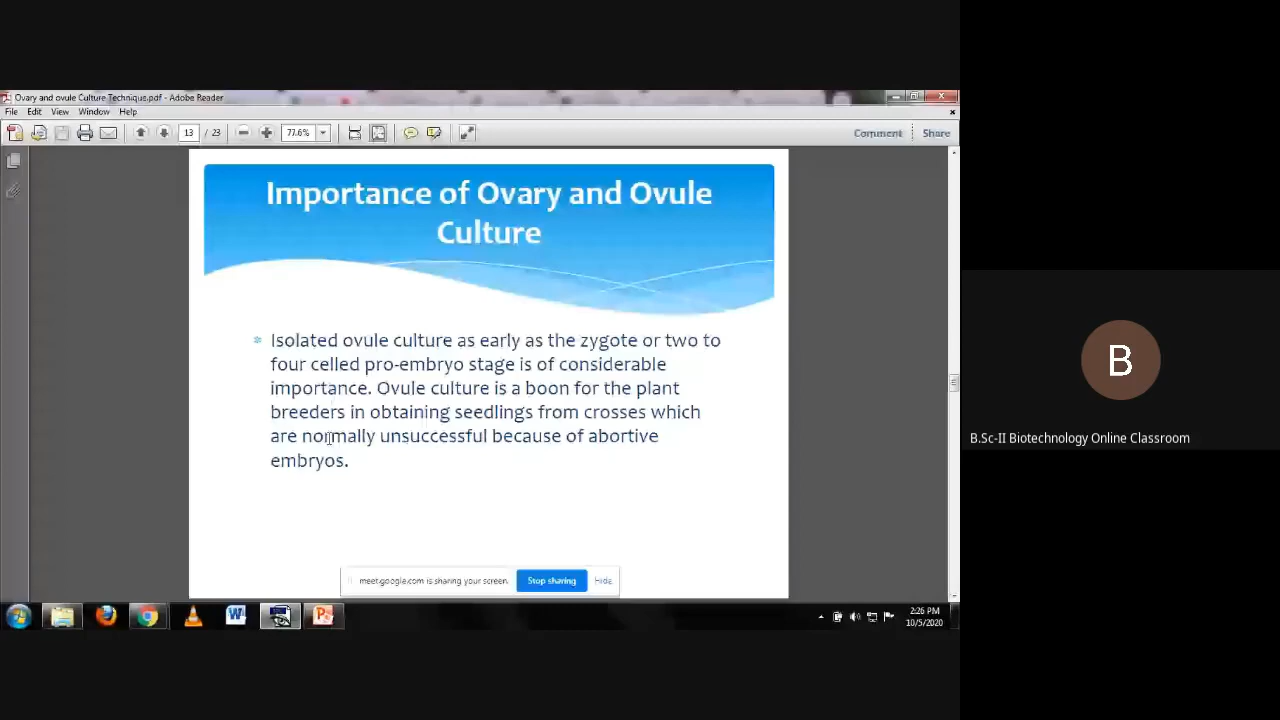 Ovary and ovule Culture Technique.pdf - Adobe Reader
File Edit View Window Help
13 / 23 77.6% Comment Share
Importance of Ovary and Ovule
Culture
Isolated ovule culture as early as the zygote or two to
four celled pro-embryo stage is of considerable
importance. Ovule culture is a boon for the plant
breeders in obtaining seedlings from crosses which
are normally unsuccessful because of abortive
embryos.
B
B.Sc-II Biotechnology Online Classroom
meet.google.com is sharing your screen. Stop sharing Hide
2:26 PM
10/5/2020